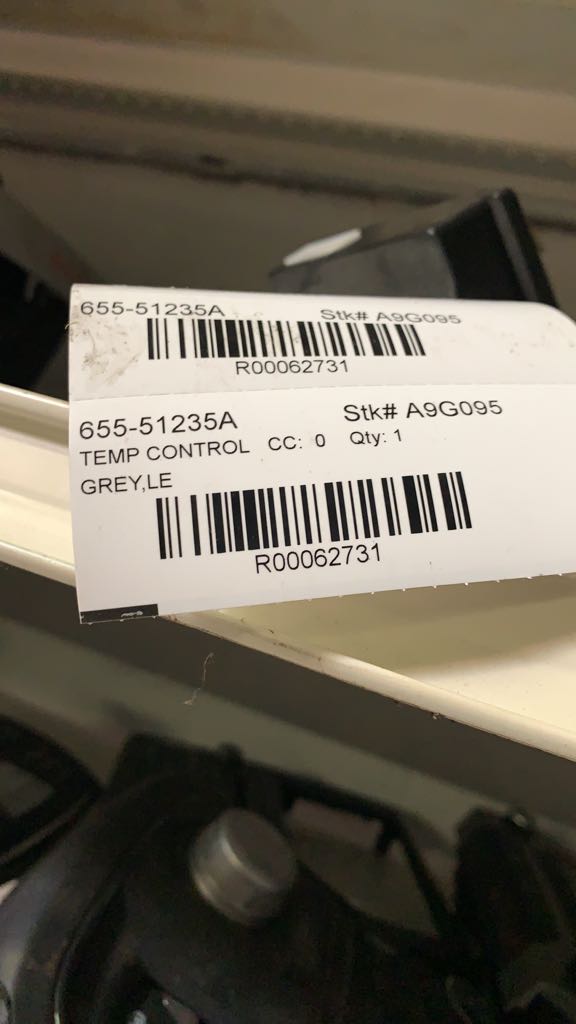 655-51235A Stk# A9G095
R00062731
655-51235A Stk# A9G095
TEMP CONTROL CC: 0 Qty: 1
GREY,LE
R00062731